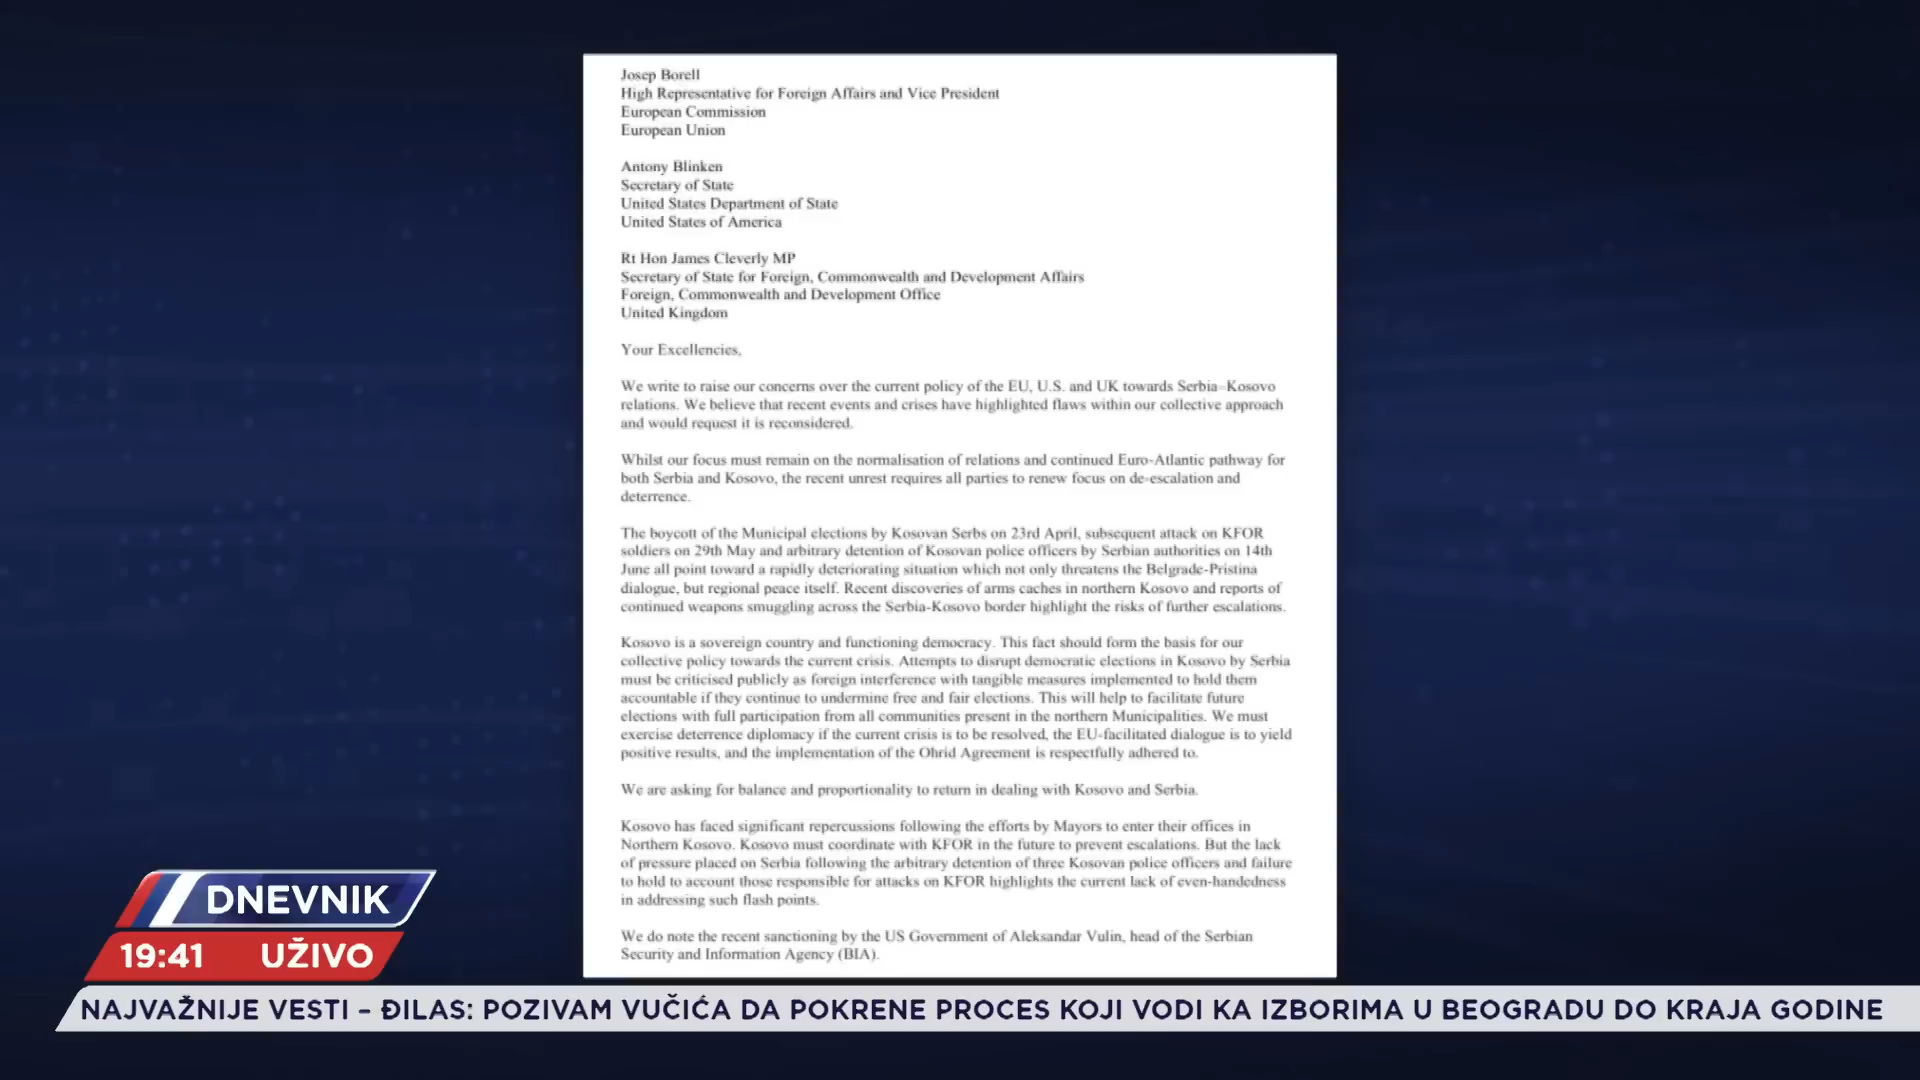 Josep Borell
High Representative for Foreign Affairs and Vice President
European Commission
European Union
Antony Blinken
Secretary of State
United States Department of State
United States of America
Rt Hon James Cleverly MP
Secretary of State for Foreign, Commonwealth and Development Affairs
Foreign, Commonwealth and Development Office
United Kingdom
Your Excellencies,
We write to raise our concerns over the current policy of the EU, U.S. and UK towards Serbia–Kosovo
relations. We believe that recent events and crises have highlighted flaws within our collective approach
and would request it is reconsidered.
Whilst our focus must remain on the normalisation of relations and continued Euro-Atlantic pathway for
both Serbia and Kosovo, the recent unrest requires all parties to renew focus on de-escalation and
deterrence.
The boycott of the Municipal elections by Kosovan Serbs on 23rd April, subsequent attack on KFOR
soldiers on 29th May and arbitrary detention of Kosovan police officers by Serbian authorities on 14th
June all point toward a rapidly deteriorating situation which not only threatens the Belgrade-Pristina
dialogue, but regional peace itself. Recent discoveries of arms caches in northern Kosovo and reports of
continued weapons smuggling across the Serbia-Kosovo border highlight the risks of further escalations.
Kosovo is a sovereign country and functioning democracy. This fact should form the basis for our
collective policy towards the current crisis. Attempts to disrupt democratic elections in Kosovo by Serbia
must be criticised publicly as foreign interference with tangible measures implemented to hold them
accountable if they continue to undermine free and fair elections. This will help to facilitate future
elections with full participation from all communities present in the northern Municipalities. We must
exercise deterrence diplomacy if the current crisis is to be resolved, the EU-facilitated dialogue is to yield
positive results, and the implementation of the Ohrid Agreement is respectfully adhered to.
We are asking for balance and proportionality to return in dealing with Kosovo and Serbia.
Kosovo has faced significant repercussions following the efforts by Mayors to enter their offices in
Northern Kosovo. Kosovo must coordinate with KFOR in the future to prevent escalations. But the lack
of pressure placed on Serbia following the arbitrary detention of three Kosovan police officers and failure
to hold to account those responsible for attacks on KFOR highlights the current lack of even-handedness
in addressing such flash points.
We do note the recent sanctioning by the US Government of Aleksandar Vulin, head of the Serbian
Security and Information Agency (BIA).
DNEVNIK
19:41 UŽIVO
NAJVAŽNIJE VESTI – ĐILAS: POZIVAM VUČIĆA DA POKRENE PROCES KOJI VODI KA IZBORIMA U BEOGRADU DO KRAJA GODINE